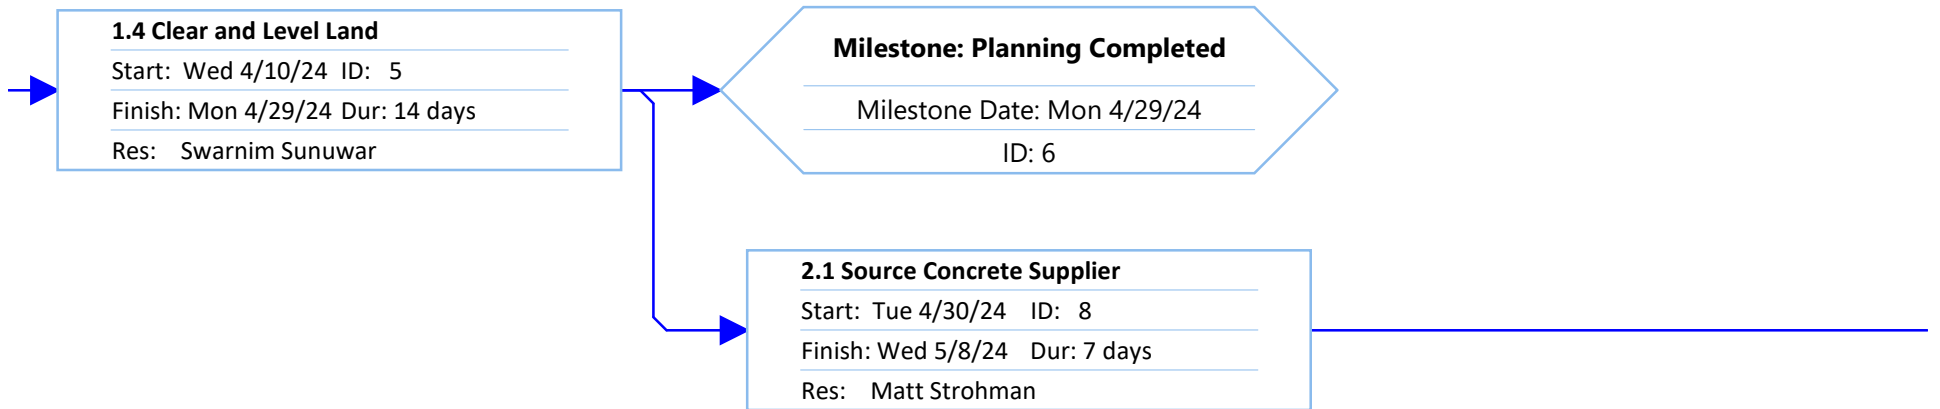 1.4 Clear and Level Land
Start: Wed 4/10/24 ID: 5
Finish: Mon 4/29/24 Dur: 14 days
Res: Swarnim Sunuwar
Milestone: Planning Completed
Milestone Date: Mon 4/29/24
ID: 6
2.1 Source Concrete Supplier
Start: Tue 4/30/24 ID: 8
Finish: Wed 5/8/24 Dur: 7 days
Res: Matt Strohman